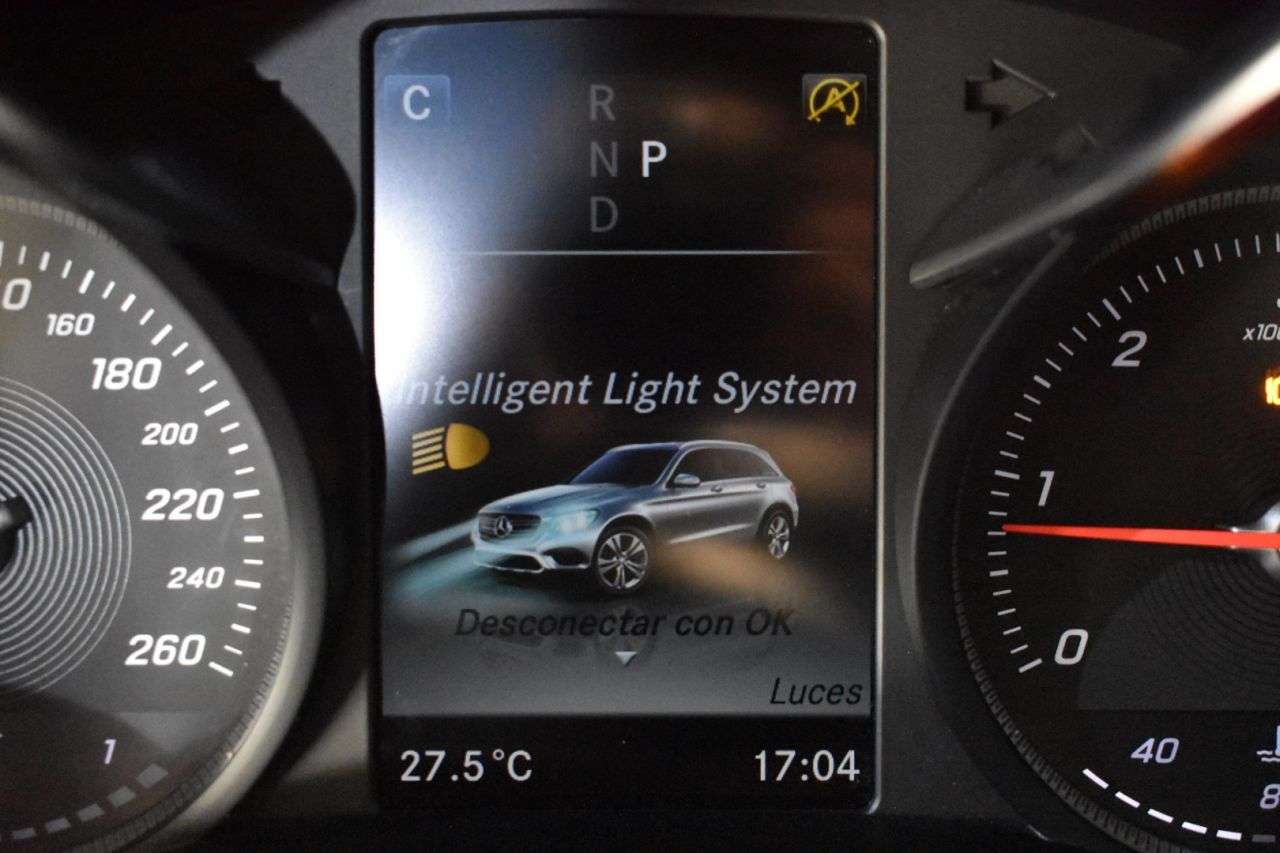 C
R
N P
D
160
180
200
220
240
260
1
Intelligent Light System
Desconectar con OK
Luces
27.5°C
17:04
2
1
0
40